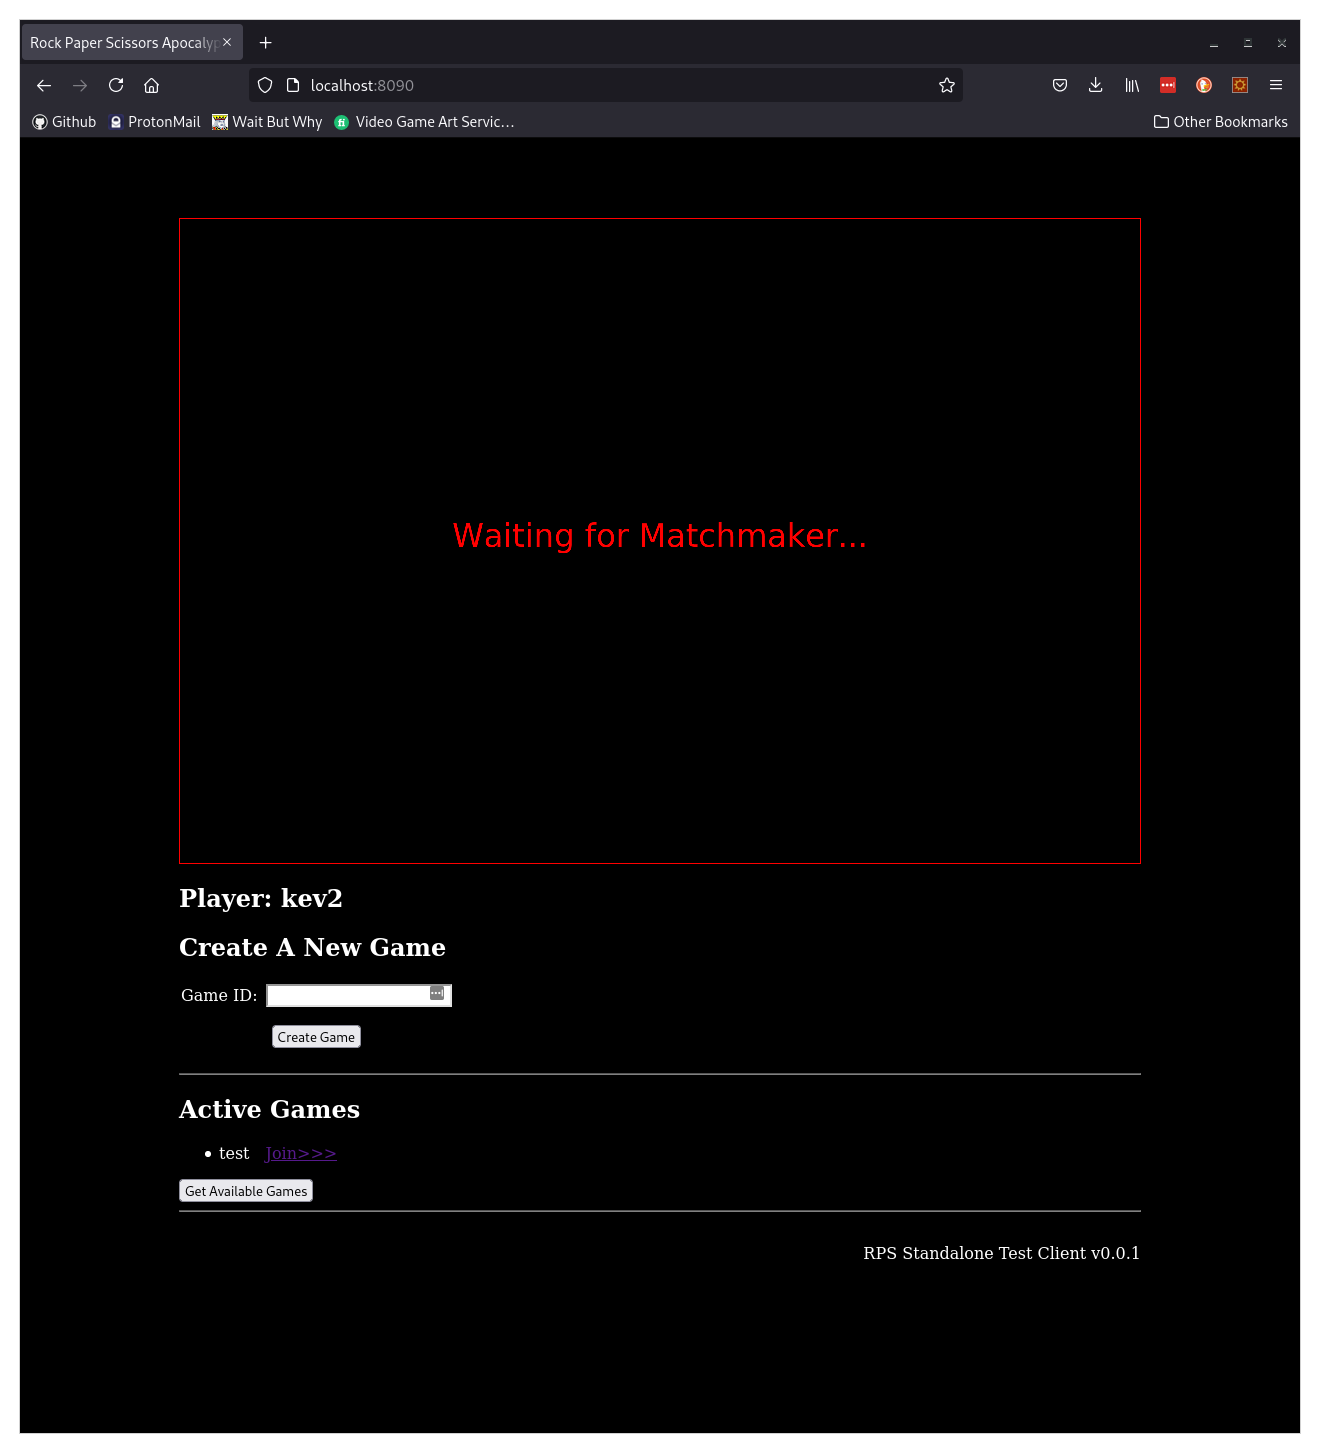 Rock Paper Scissors Apocalyp
localhost:8090
Github ProtonMail Wait But Why fi Video Game Art Servic... Other Bookmarks
Waiting for Matchmaker...
Player: kev2
Create A New Game
Game ID:
Create Game
Active Games
test Join>>>
Get Available Games
RPS Standalone Test Client v0.0.1